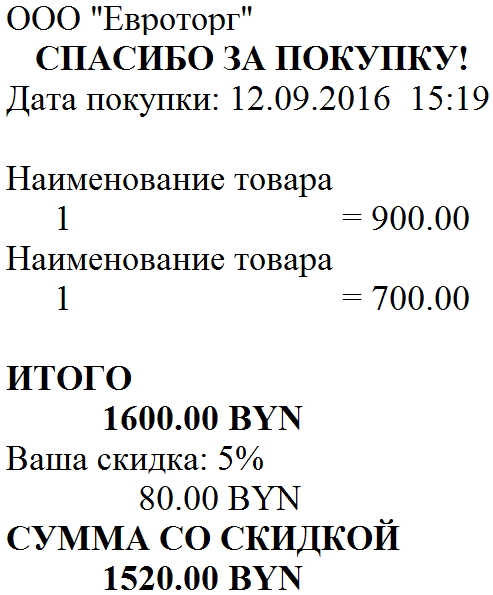 ООО "Евроторг"
СПАСИБО ЗА ПОКУПКУ!
Дата покупки: 12.09.2016 15:19
Наименование товара
1 = 900.00
Наименование товара
1 = 700.00
ИТОГО
1600.00 BYN
Ваша скидка: 5%
80.00 BYN
СУММА СО СКИДКОЙ
1520.00 BYN